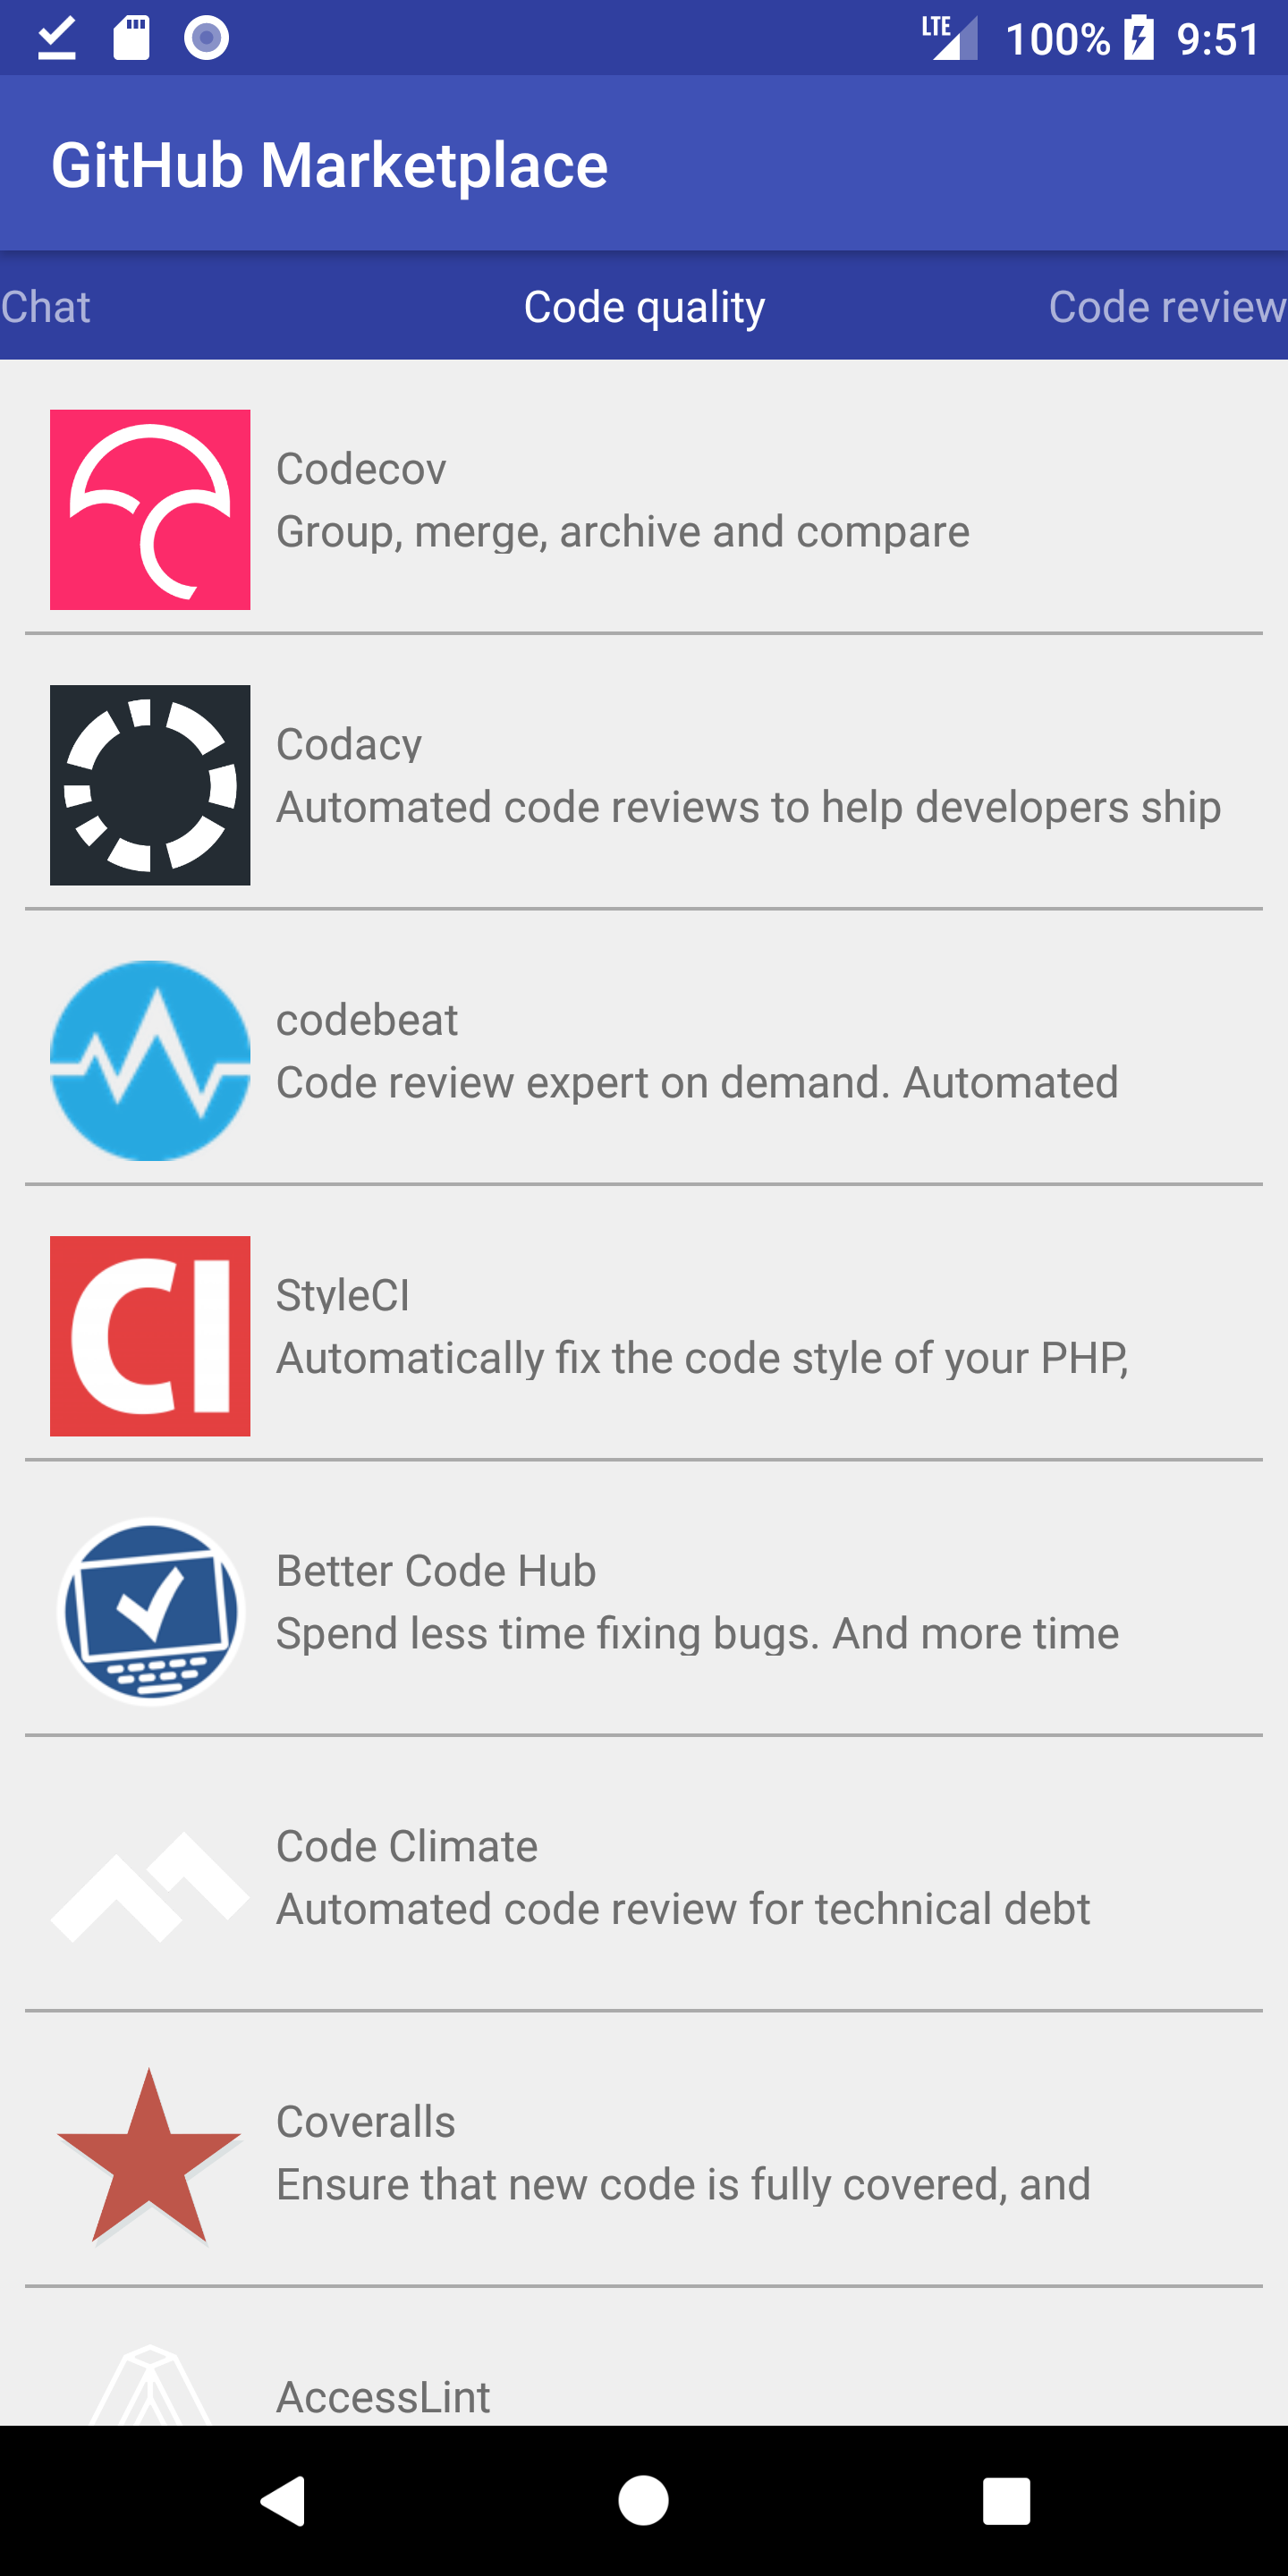 LTE 100% 9:51
GitHub Marketplace
Chat Code quality Code review
Codecov
Group, merge, archive and compare
Codacy
Automated code reviews to help developers ship
codebeat
Code review expert on demand. Automated
CI
StyleCI
Automatically fix the code style of your PHP,
Better Code Hub
Spend less time fixing bugs. And more time
Code Climate
Automated code review for technical debt
Coveralls
Ensure that new code is fully covered, and
AccessLint